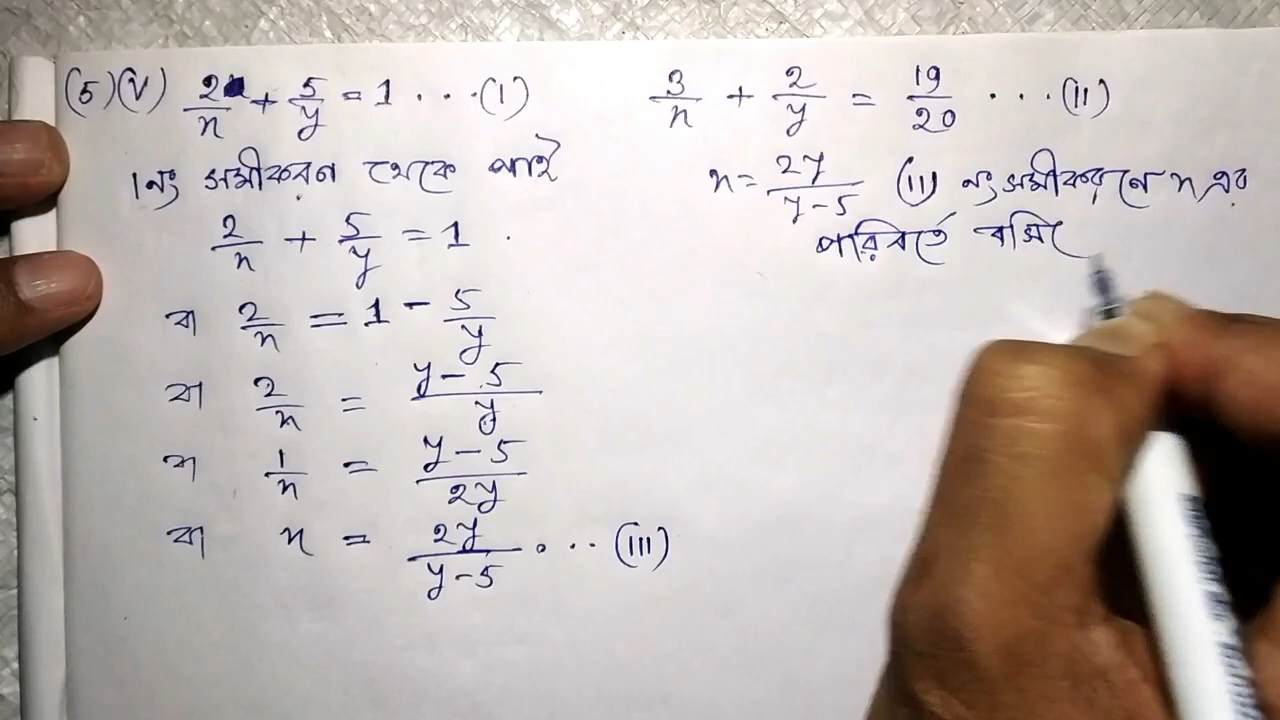 (5)(V) 2/x + 5/y = 1 ... (I)
1নং সমীকরণ থেকে পাই
2/x + 5/y = 1
বা 2/x = 1 - 5/y
বা 2/x = y-5/y
বা 1/x = y-5/2y
বা x = 2y/y-5 ... (III)
3/x + 2/y = 19/20 ... (II)
x = 2y/y-5 (II) নং সমীকরণে x এর
পরিবর্তে বসিয়ে